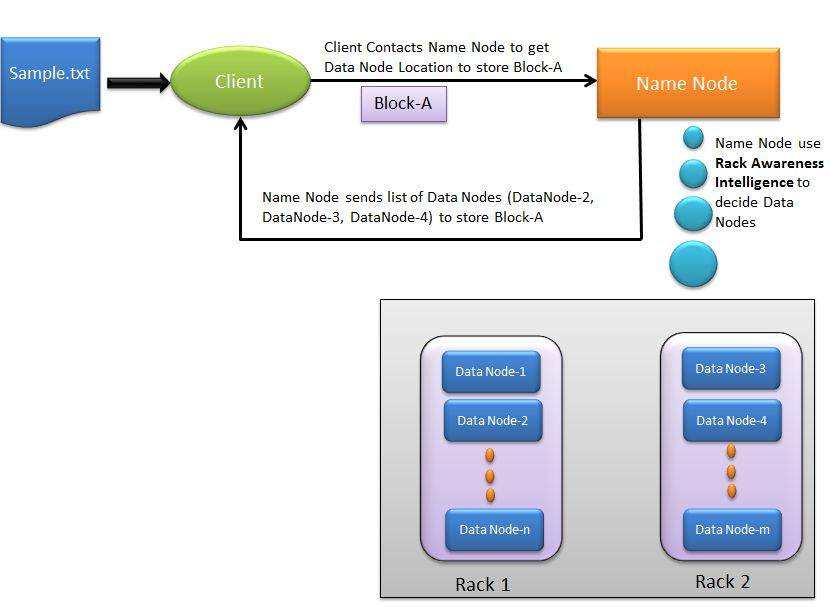 Sample.txt
Client
Client Contacts Name Node to get
Data Node Location to store Block-A
Block-A
Name Node
Name Node use
Rack Awareness
Intelligence to
decide Data
Nodes
Name Node sends list of Data Nodes (DataNode-2,
DataNode-3, DataNode-4) to store Block-A
Data Node-1
Data Node-2
Data Node-n
Rack 1
Data Node-3
Data Node-4
Data Node-m
Rack 2